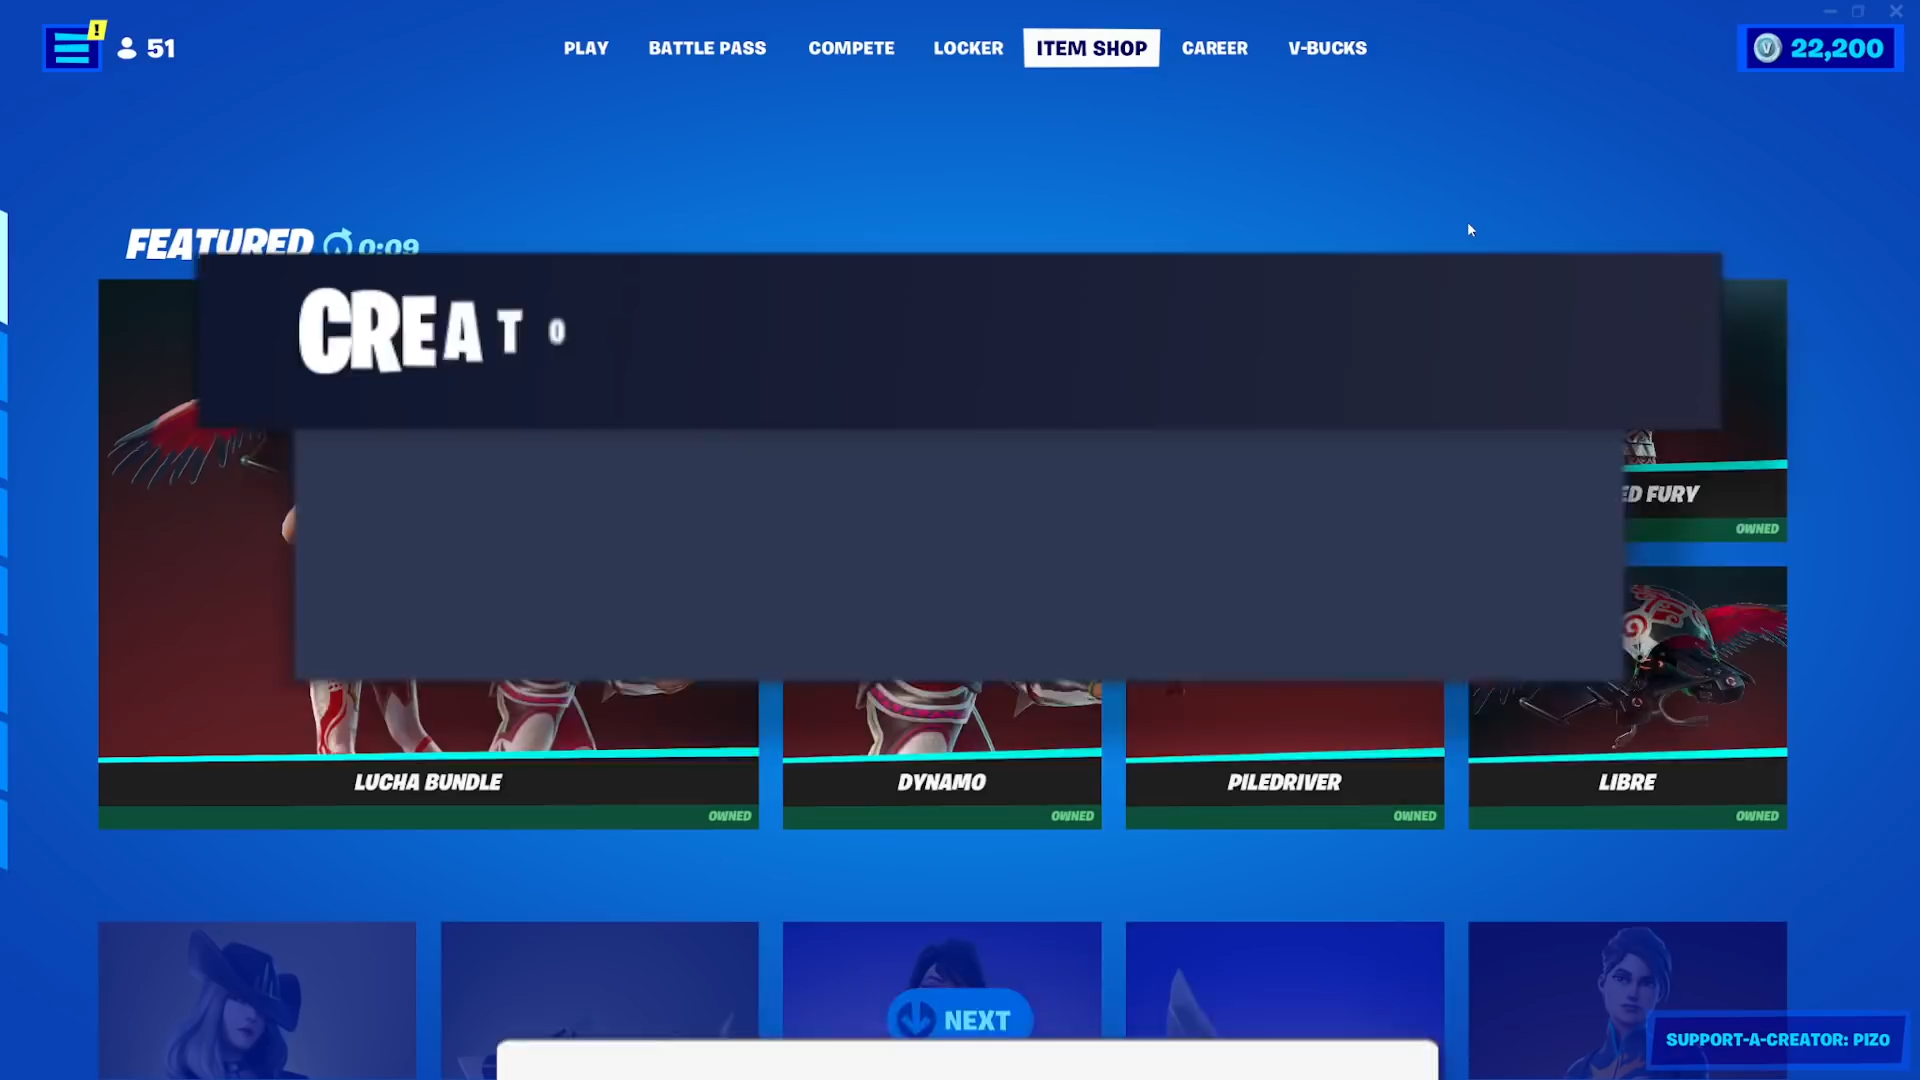 !
51
PLAY
BATTLE PASS
COMPETE
LOCKER
ITEM SHOP
CAREER
V-BUCKS
22,200
FEATURED 0:09
CREATO
ED FURY
OWNED
LUCHA BUNDLE
OWNED
DYNAMO
OWNED
PILEDRIVER
OWNED
LIBRE
OWNED
NEXT
SUPPORT-A-CREATOR: PIZO